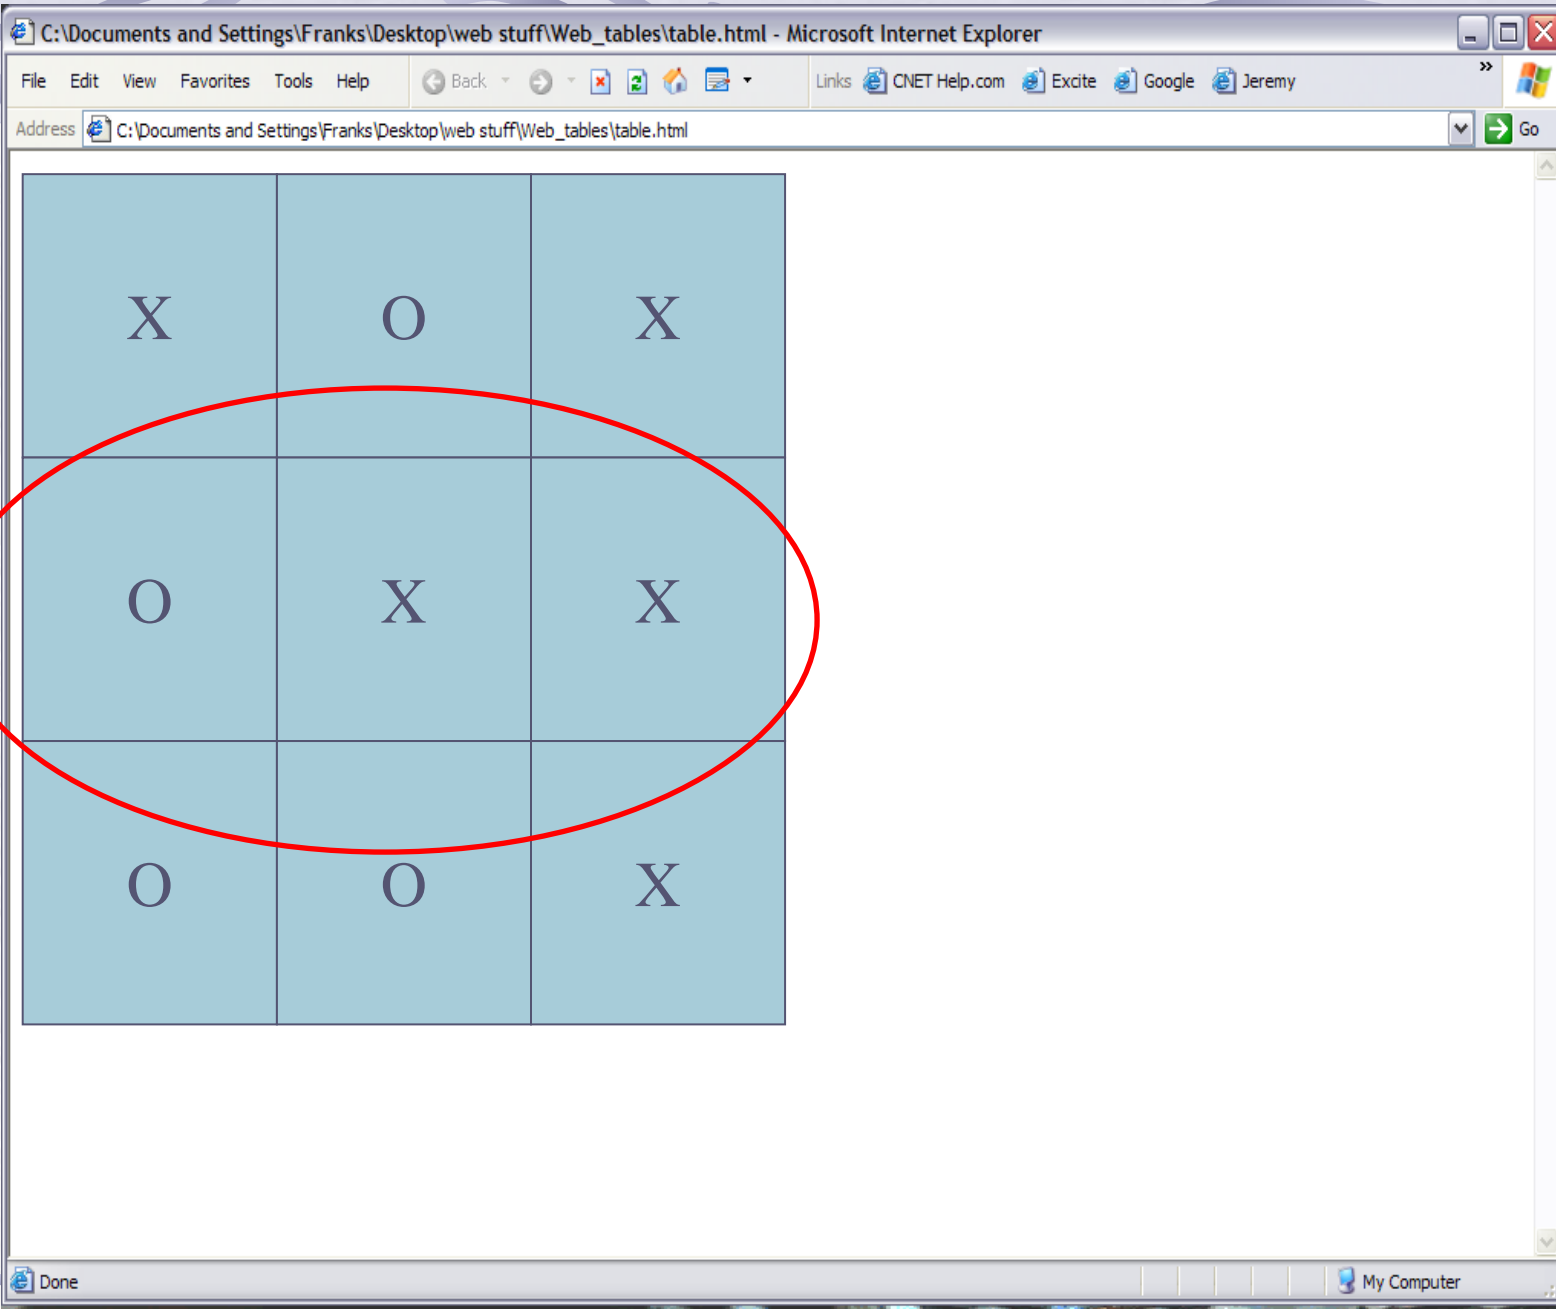 C:\Documents and Settings\Franks\Desktop\web stuff\Web_tables\table.html - Microsoft Internet Explorer
File Edit View Favorites Tools Help Back Links CNET Help.com Excite Google Jeremy »
Address C:\Documents and Settings\Franks\Desktop\web stuff\Web_tables\table.html Go
X O X
O X X
O O X
Done My Computer